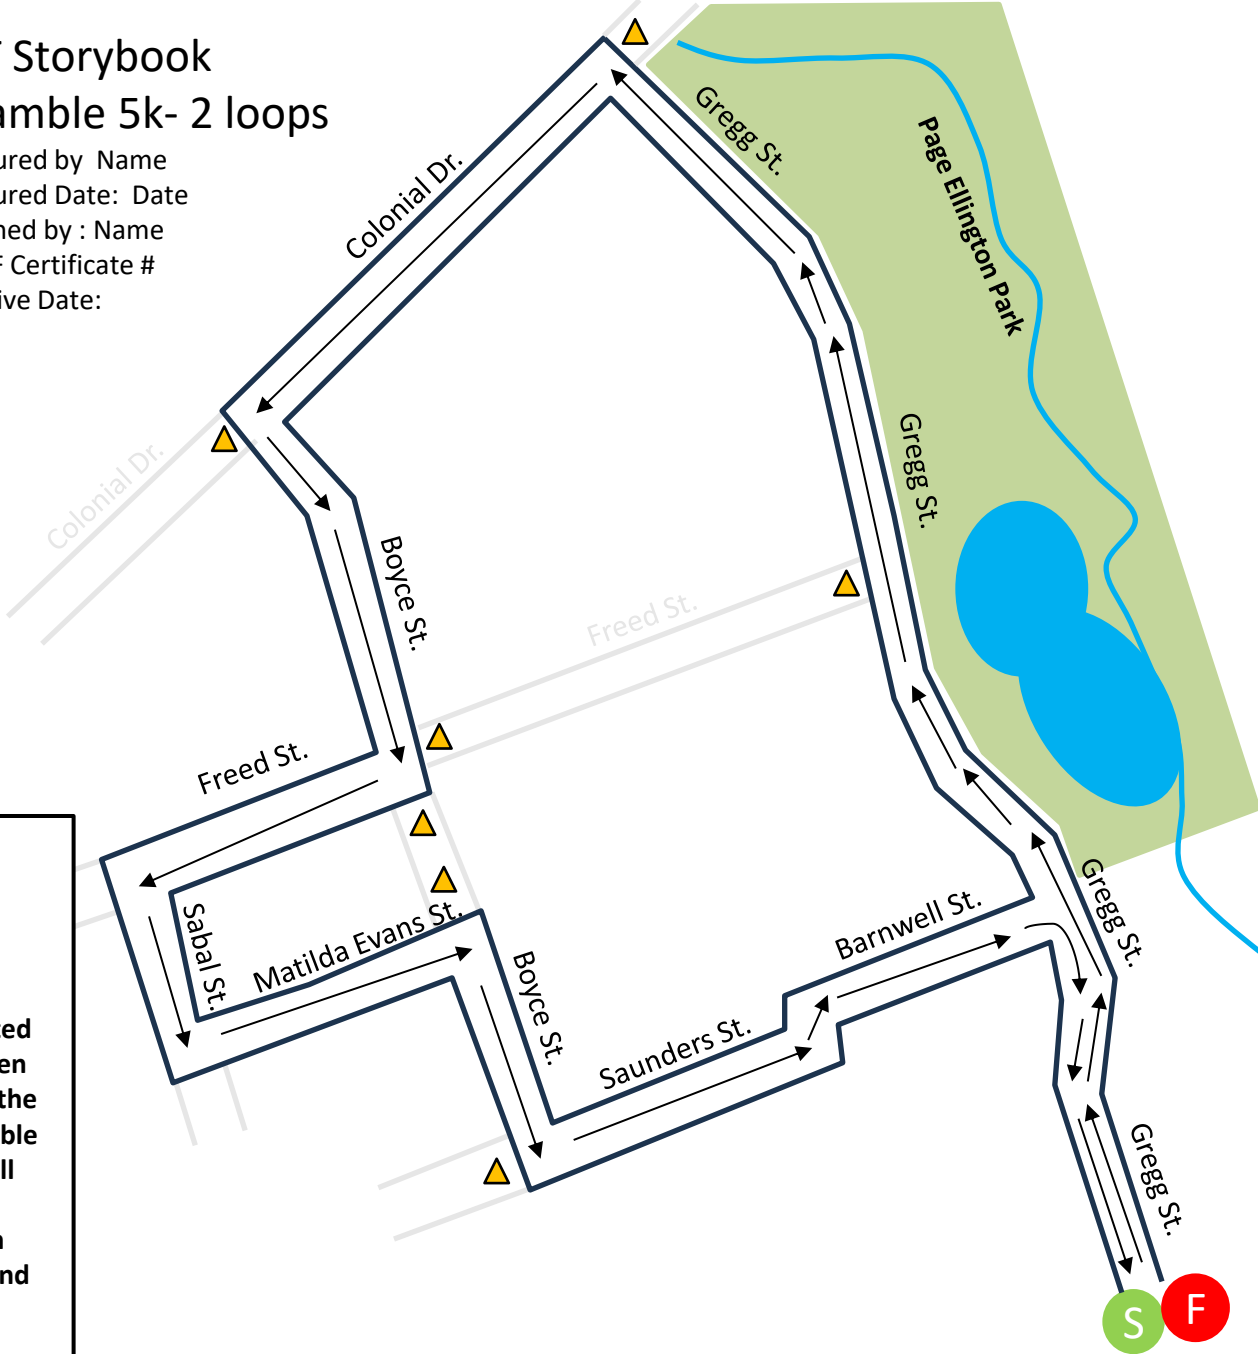 Storybook
amble 5k- 2 loops
ured by Name
ured Date: Date
ned by : Name
F Certificate #
ive Date:
Gregg St.
Page Ellington Park
Colonial Dr.
Colonial Dr.
Gregg St.
Boyce St.
Freed St.
Freed St.
Sabal St.
Matilda Evans St.
Barnwell St.
Gregg St.
Boyce St.
Saunders St.
Gregg St.
ted
en
the
ble
ll
n
nd
S
F